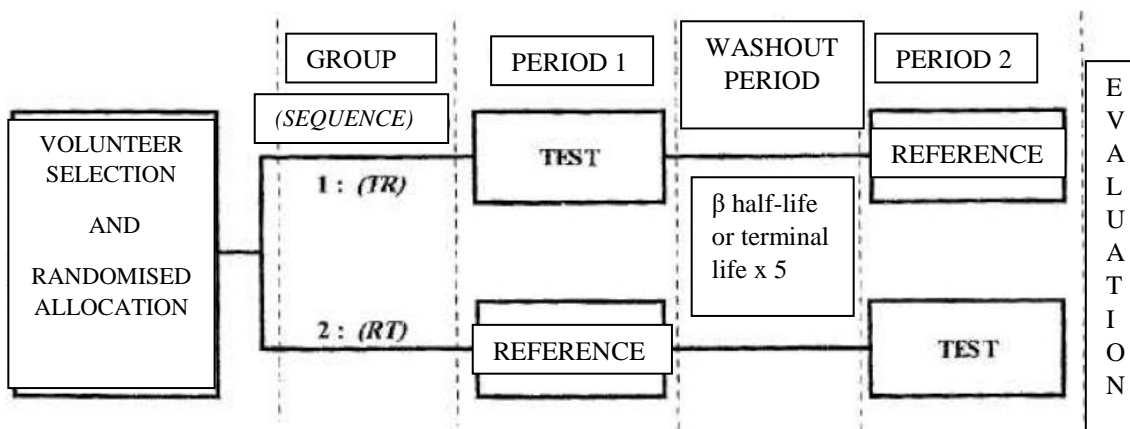 GROUP
PERIOD 1
WASHOUT
PERIOD
PERIOD 2
(SEQUENCE)
VOLUNTEER
SELECTION
AND
RANDOMISED
ALLOCATION
1 : (TR)
TEST
REFERENCE
β half-life
or terminal
life x 5
2 : (RT)
REFERENCE
TEST
E
V
A
L
U
A
T
I
O
N